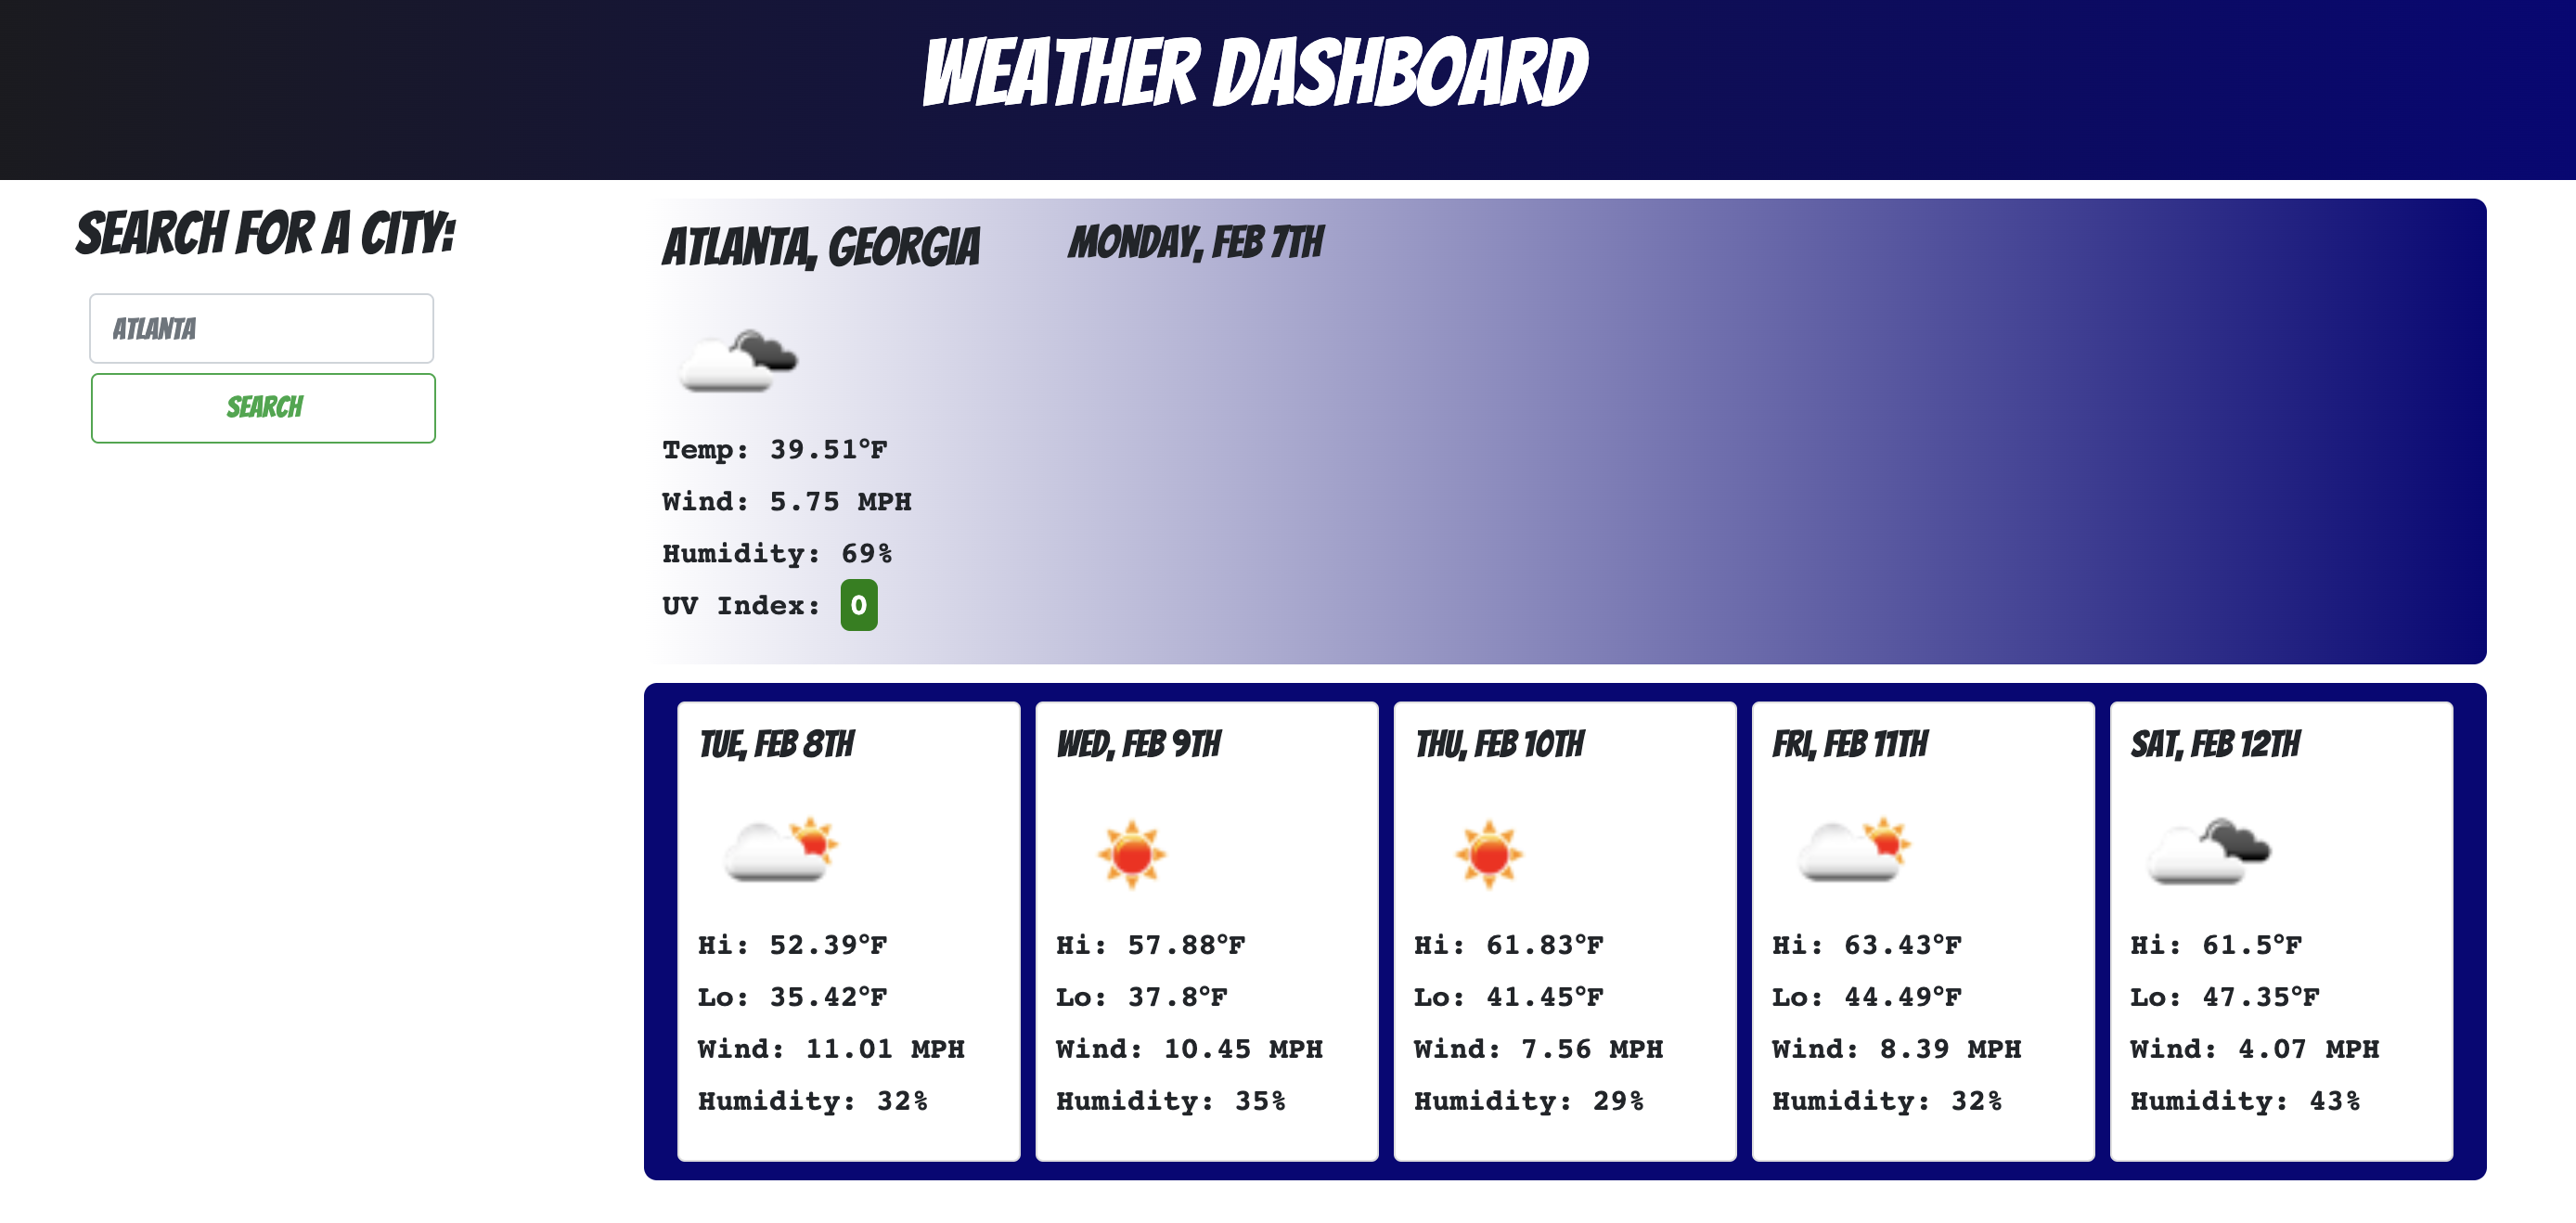 WEATHER DASHBOARD
SEARCH FOR A CITY:
ATLANTA
SEARCH
ATLANTA, GEORGIA
MONDAY, FEB 7TH
Temp: 39.51°F
Wind: 5.75 MPH
Humidity: 69%
UV Index: 0
TUE, FEB 8TH
Hi: 52.39°F
Lo: 35.42°F
Wind: 11.01 MPH
Humidity: 32%
WED, FEB 9TH
Hi: 57.88°F
Lo: 37.8°F
Wind: 10.45 MPH
Humidity: 35%
THU, FEB 10TH
Hi: 61.83°F
Lo: 41.45°F
Wind: 7.56 MPH
Humidity: 29%
FRI, FEB 11TH
Hi: 63.43°F
Lo: 44.49°F
Wind: 8.39 MPH
Humidity: 32%
SAT, FEB 12TH
Hi: 61.5°F
Lo: 47.35°F
Wind: 4.07 MPH
Humidity: 43%